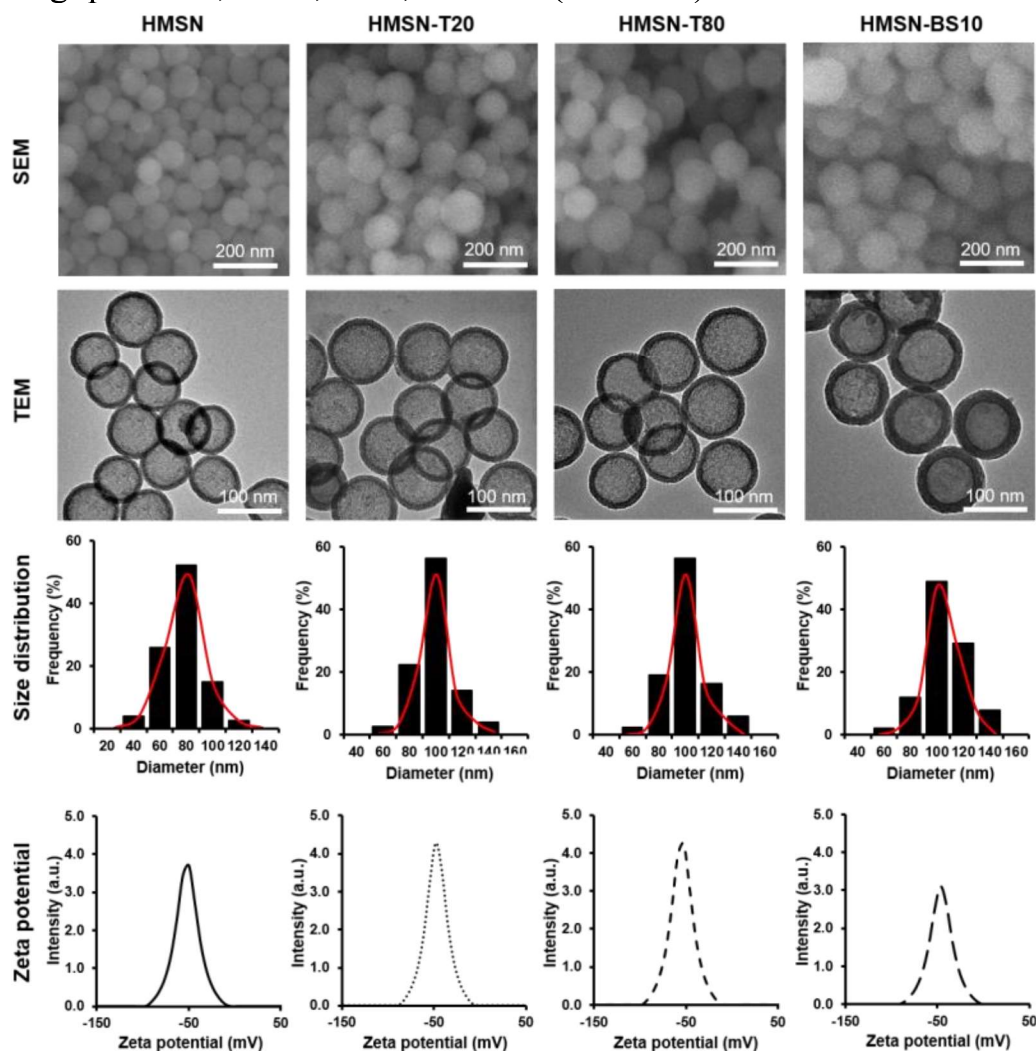 HMSN HMSN-T20 HMSN-T80 HMSN-BS10
SEM
200 nm 200 nm 200 nm 200 nm
TEM
100 nm 100 nm 100 nm 100 nm
Size distribution
Frequency (%) Frequency (%) Frequency (%) Frequency (%)
60 60 60 60
40 40 40 40
20 20 20 20
0 0 0 0
20 40 60 80 100 120 140 40 60 80 100 120 140 160 40 60 80 100 120 140 160 40 60 80 100 120 140 160
Diameter (nm) Diameter (nm) Diameter (nm) Diameter (nm)
Zeta potential
Intensity (a.u.) Intensity (a.u.) Intensity (a.u.) Intensity (a.u.)
5.0 5.0 5.0 5.0
4.0 4.0 4.0 4.0
3.0 3.0 3.0 3.0
2.0 2.0 2.0 2.0
1.0 1.0 1.0 1.0
0.0 0.0 0.0 0.0
-150 -50 50 -150 -50 50 -150 -50 50 -150 -50 50
Zeta potential (mV) Zeta potential (mV) Zeta potential (mV) Zeta potential (mV)